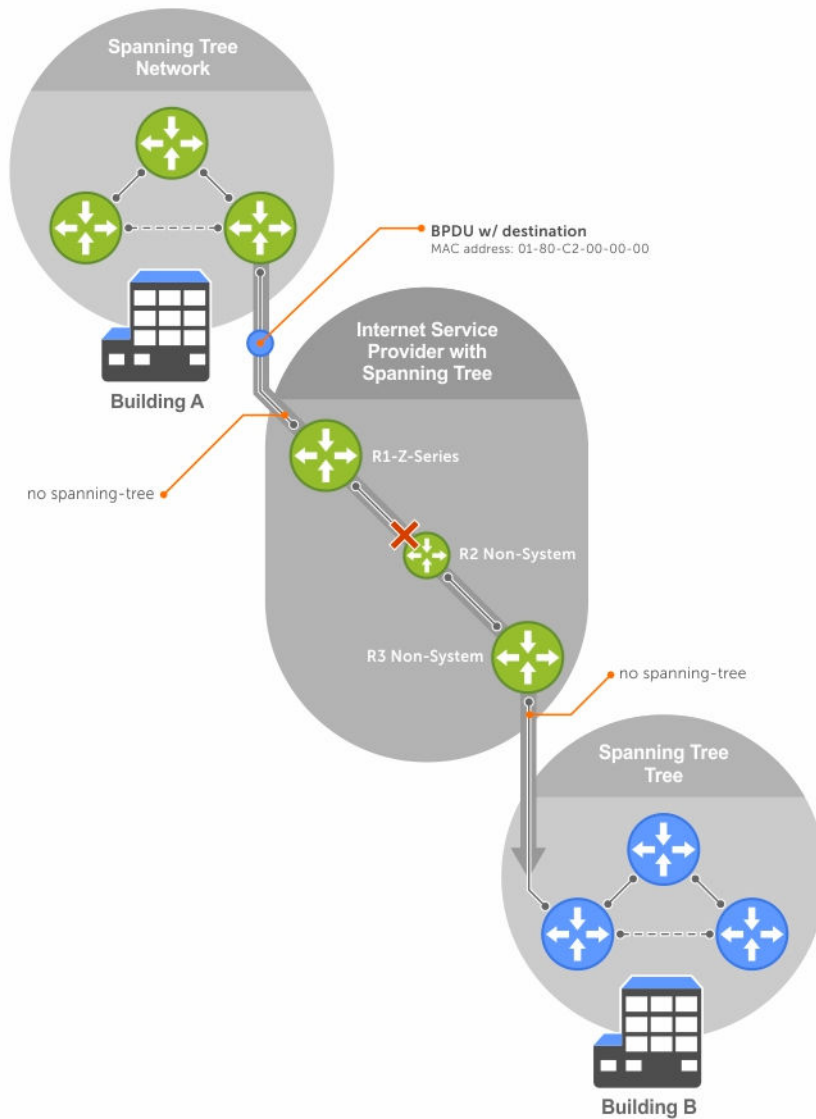 Spanning Tree
Network
BPDU w/ destination
MAC address: 01-80-C2-00-00-00
Internet Service
Provider with
Spanning Tree
Building A
R1-Z-Series
no spanning-tree
R2 Non-System
R3 Non-System
no spanning-tree
Spanning Tree
Tree
Building B